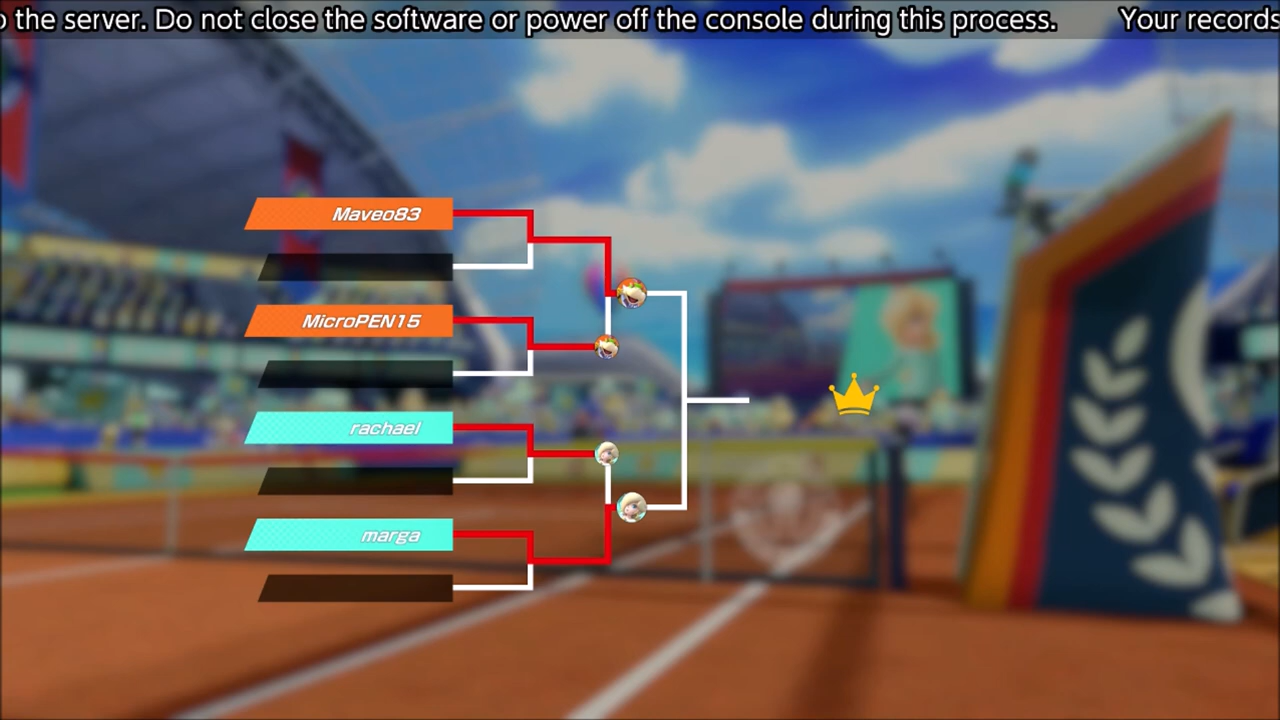 o the server. Do not close the software or power off the console during this process. Your records
Maveo83
MicroPEN15
rachael
marga